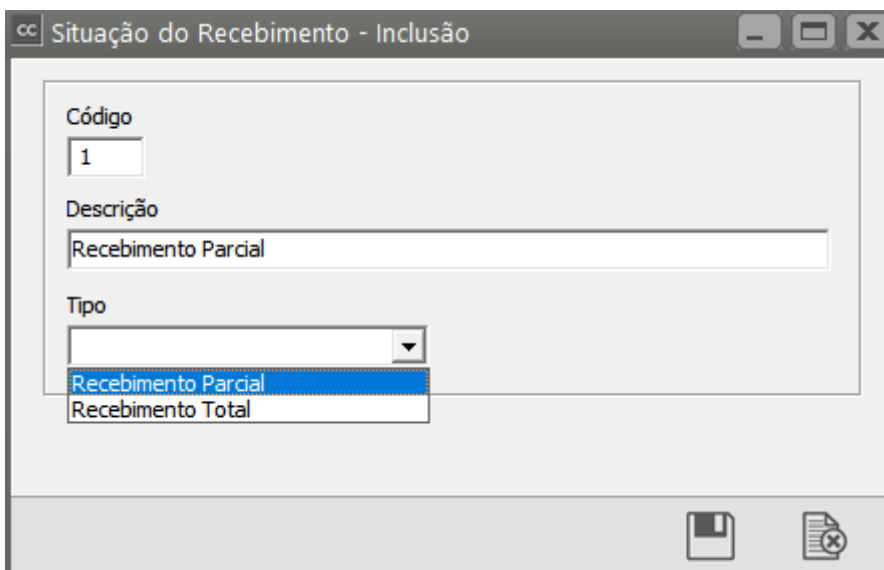 cc Situação do Recebimento - Inclusão
Código
1
Descrição
Recebimento Parcial
Tipo
Recebimento Parcial
Recebimento Total